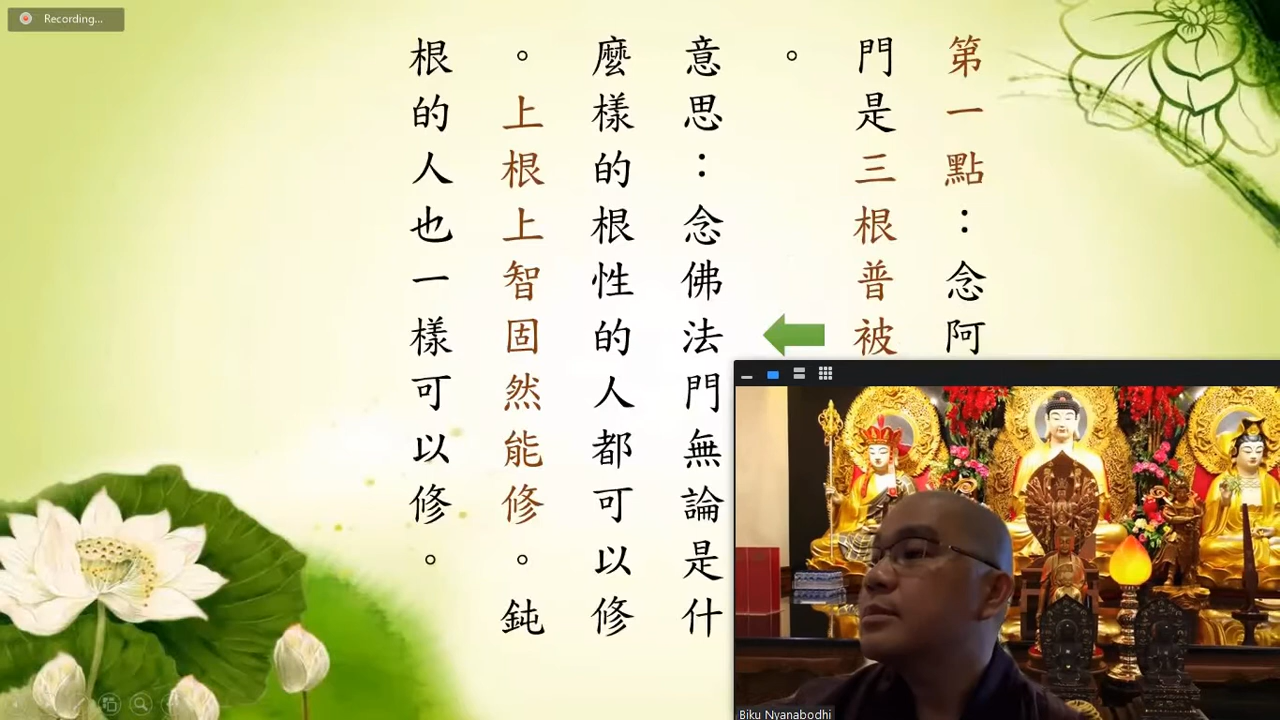 Recording...
第一點：念阿
門是三根普被
。
意思：念佛法門無論是什
麼樣的根性的人都可以修
。上根上智固然能修。鈍
根的人也一樣可以修。
Biku Nyanabodhi